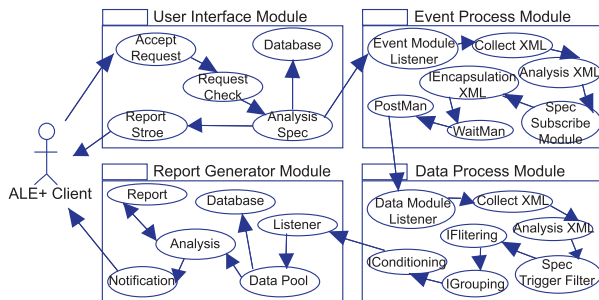 User Interface Module
Accept
Request
Database
Request
Check
Report
Stroe
Analysis
Spec
Event Process Module
Event Module
Listener
Collect XML
Analysis XML
IEncapsulation
XML
PostMan
WaitMan
Spec
Subscribe
Module
ALE+ Client
Report Generator Module
Report
Database
Listener
Analysis
Notification
Data Pool
Data Process Module
Data Module
Listener
Collect XML
Analysis XML
IFlitering
IConditioning
IGrouping
Spec
Trigger Filter